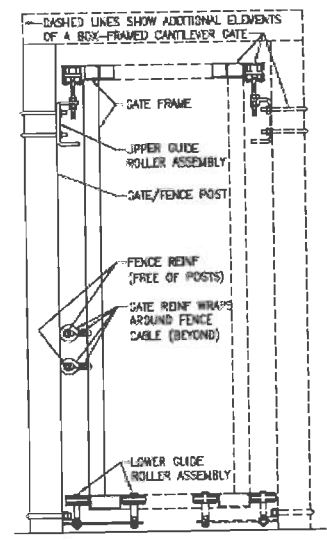 DASHED LINES SHOW ADDTIONAL ELEMENTS
OF A BOX-FRAMED CANTILEVER GATE
GATE FRAME
UPPER GUIDE
ROLLER ASSEMBLY
GATE/FENCE POST
FENCE REINF
(FREE OF POSTS)
GATE REINF WRAPS
AROUND FENCE
CABLE (BEYOND)
LOWER GUIDE
ROLLER ASSEMBLY